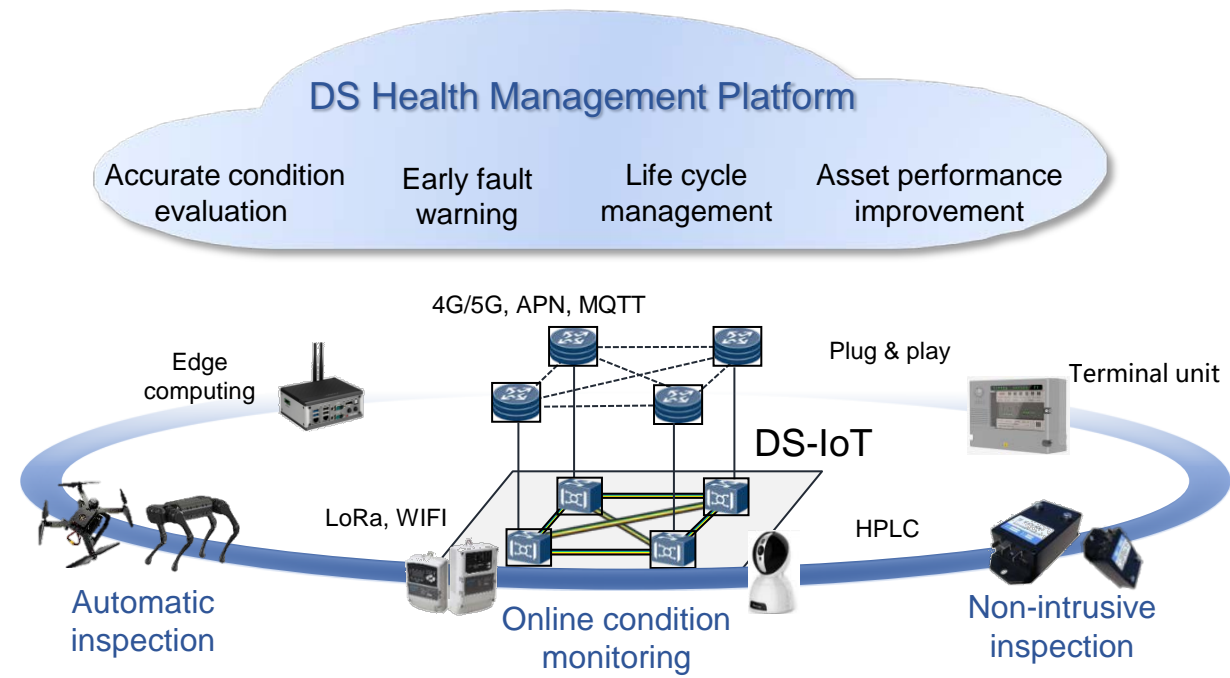 DS Health Management Platform
Accurate condition
evaluation
Early fault
warning
Life cycle
management
Asset performance
improvement
4G/5G, APN, MQTT
Edge
computing
Plug & play
Terminal unit
DS-IoT
LoRa, WIFI
HPLC
Automatic
inspection
Online condition
monitoring
Non-intrusive
inspection